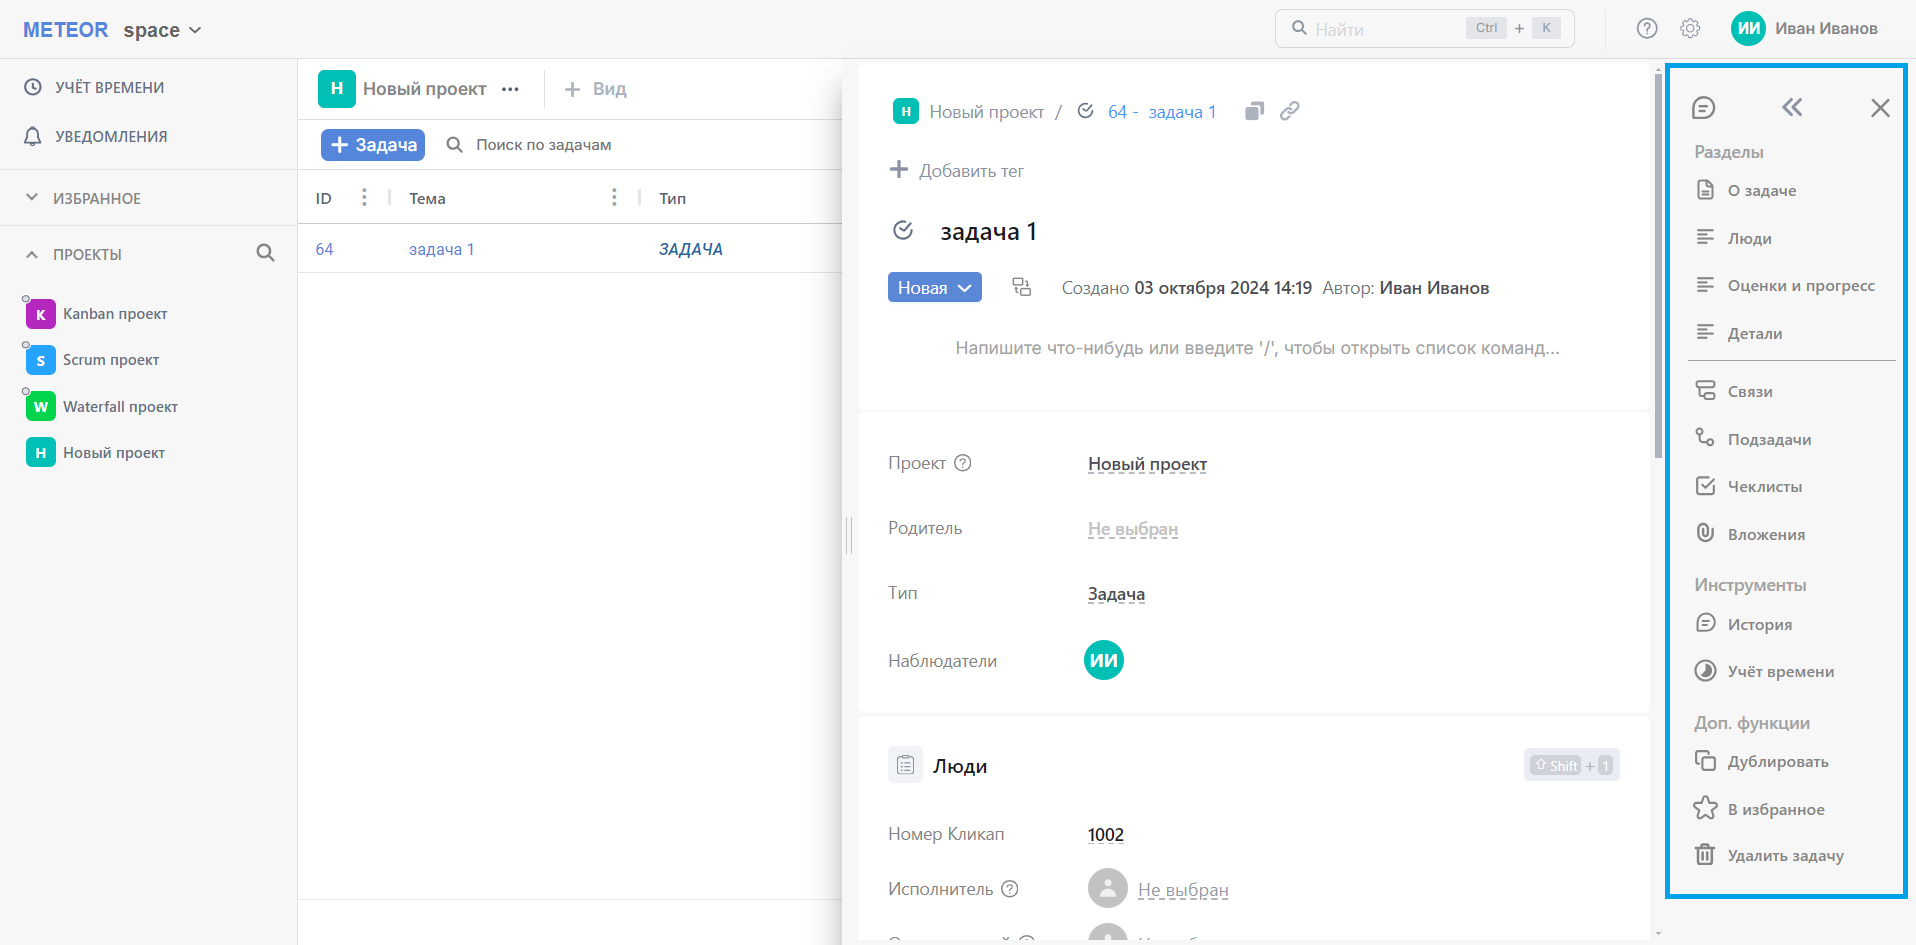 METEOR space
Найти Ctrl + K
ИИ Иван Иванов
УЧЁТ ВРЕМЕНИ
УВЕДОМЛЕНИЯ
ИЗБРАННОЕ
ПРОЕКТЫ
K Kanban проект
S Scrum проект
W Waterfall проект
Н Новый проект
Н Новый проект ··· + Вид
+ Задача Поиск по задачам
ID Тема Тип
64 задача 1 ЗАДАЧА
Н Новый проект / 64 - задача 1
+ Добавить тег
задача 1
Новая Создано 03 октября 2024 14:19 Автор: Иван Иванов
Напишите что-нибудь или введите '/', чтобы открыть список команд...
Проект ? Новый проект
Родитель Не выбран
Тип Задача
Наблюдатели ИИ
Люди Shift + 1
Номер Кликап 1002
Исполнитель ? Не выбран
Разделы
О задаче
Люди
Оценки и прогресс
Детали
Связи
Подзадачи
Чеклисты
Вложения
Инструменты
История
Учёт времени
Доп. функции
Дублировать
В избранное
Удалить задачу